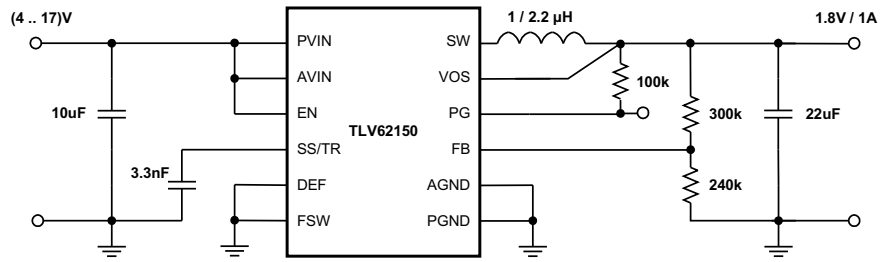 (4 .. 17)V
1 / 2.2 µH
1.8V / 1A
PVIN
SW
AVIN
VOS
100k
10uF
EN
PG
300k
22uF
TLV62150
3.3nF
SS/TR
FB
DEF
AGND
240k
FSW
PGND